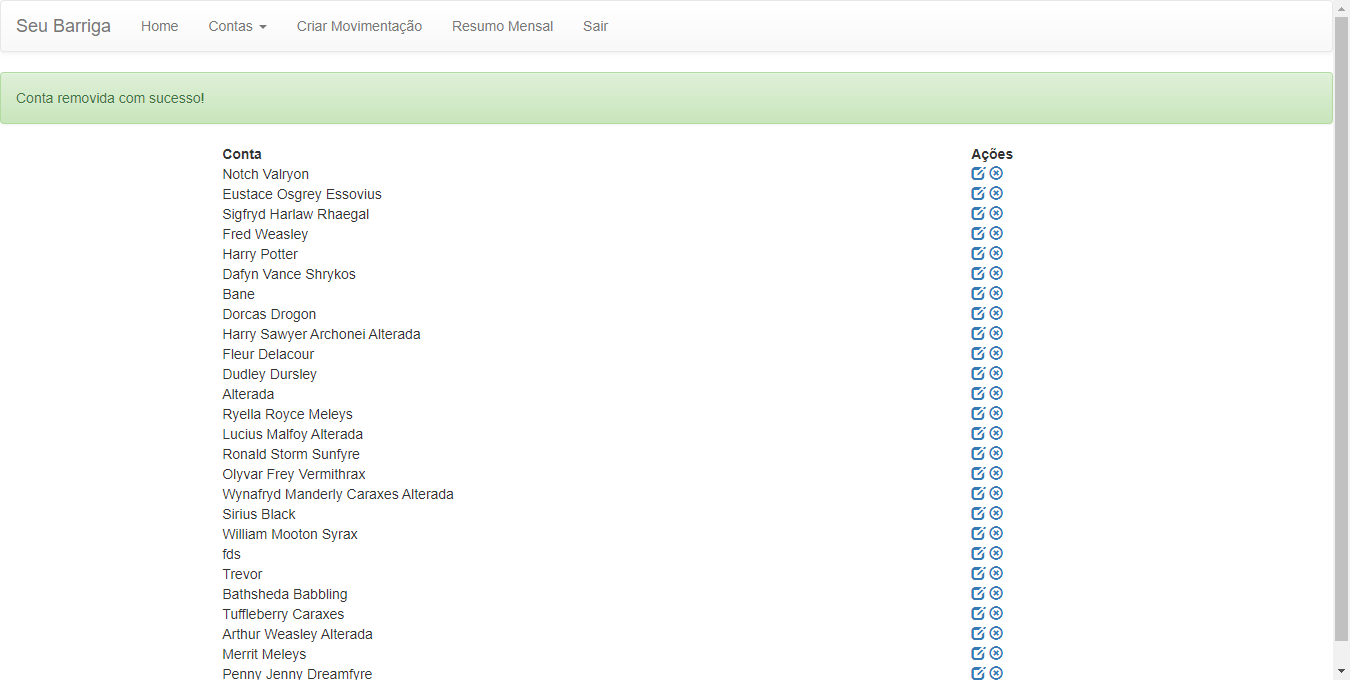 Seu Barriga Home Contas Criar Movimentação Resumo Mensal Sair
Conta removida com sucesso!
Conta Ações
Notch Valryon
Eustace Osgrey Essovius
Sigfryd Harlaw Rhaegal
Fred Weasley
Harry Potter
Dafyn Vance Shrykos
Bane
Dorcas Drogon
Harry Sawyer Archonei Alterada
Fleur Delacour
Dudley Dursley
Alterada
Ryella Royce Meleys
Lucius Malfoy Alterada
Ronald Storm Sunfyre
Olyvar Frey Vermithrax
Wynafryd Manderly Caraxes Alterada
Sirius Black
William Mooton Syrax
fds
Trevor
Bathsheda Babbling
Tuffleberry Caraxes
Arthur Weasley Alterada
Merrit Meleys
Penny Jenny Dreamfyre